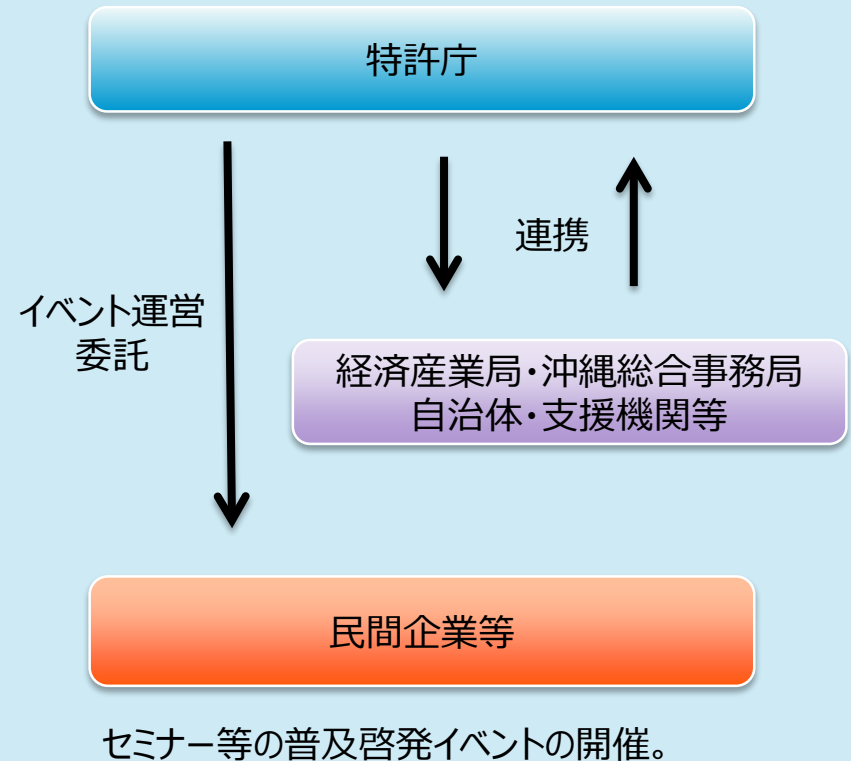 特許庁
連携
イベント運営
委託
経済産業局・沖縄総合事務局
自治体・支援機関等
民間企業等
セミナー等の普及啓発イベントの開催。